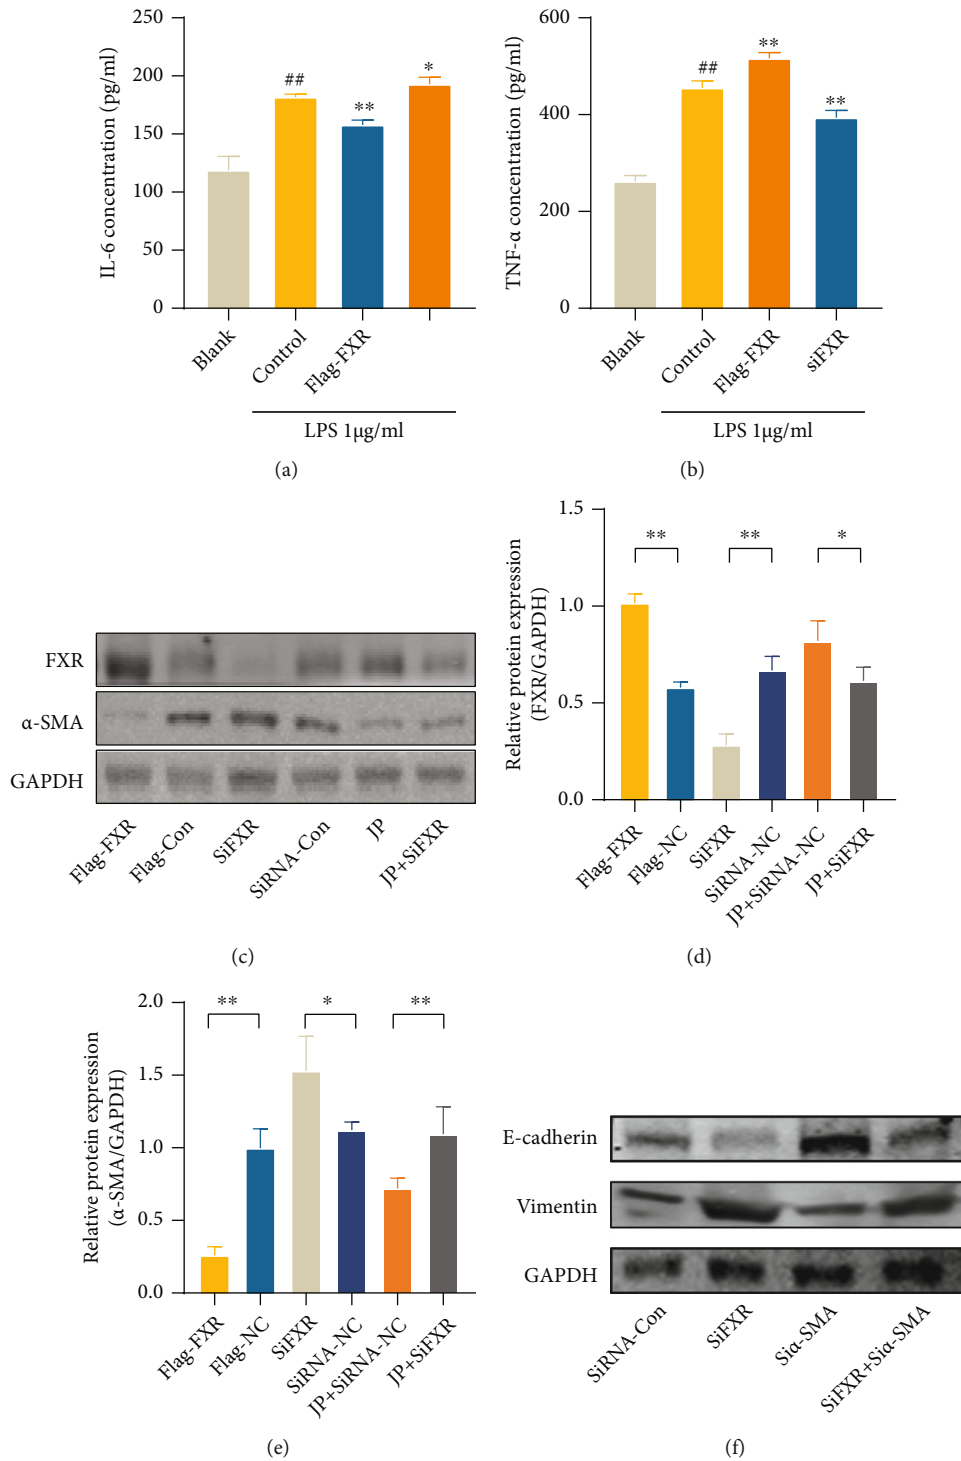 250
200
150
100
50
0
IL-6 concentration (pg/ml)
##
**
*
Blank
Control
Flag-FXR
LPS 1μg/ml
(a)
600
400
200
0
TNF-α concentration (pg/ml)
##
**
**
Blank
Control
Flag-FXR
siFXR
LPS 1μg/ml
(b)
FXR
α-SMA
GAPDH
Flag-FXR
Flag-Con
SiFXR
SiRNA-Con
JP
JP+SiFXR
(c)
1.5
1.0
0.5
0.0
Relative protein expression
(FXR/GAPDH)
**
**
*
Flag-FXR
Flag-NC
SiFXR
SiRNA-NC
JP+SiRNA-NC
JP+SiFXR
(d)
2.0
1.5
1.0
0.5
0.0
Relative protein expression
(α-SMA/GAPDH)
**
*
**
Flag-FXR
Flag-NC
SiFXR
SiRNA-NC
JP+SiRNA-NC
JP+SiFXR
(e)
E-cadherin
Vimentin
GAPDH
SiRNA-Con
SiFXR
Siα-SMA
SiFXR+Siα-SMA
(f)